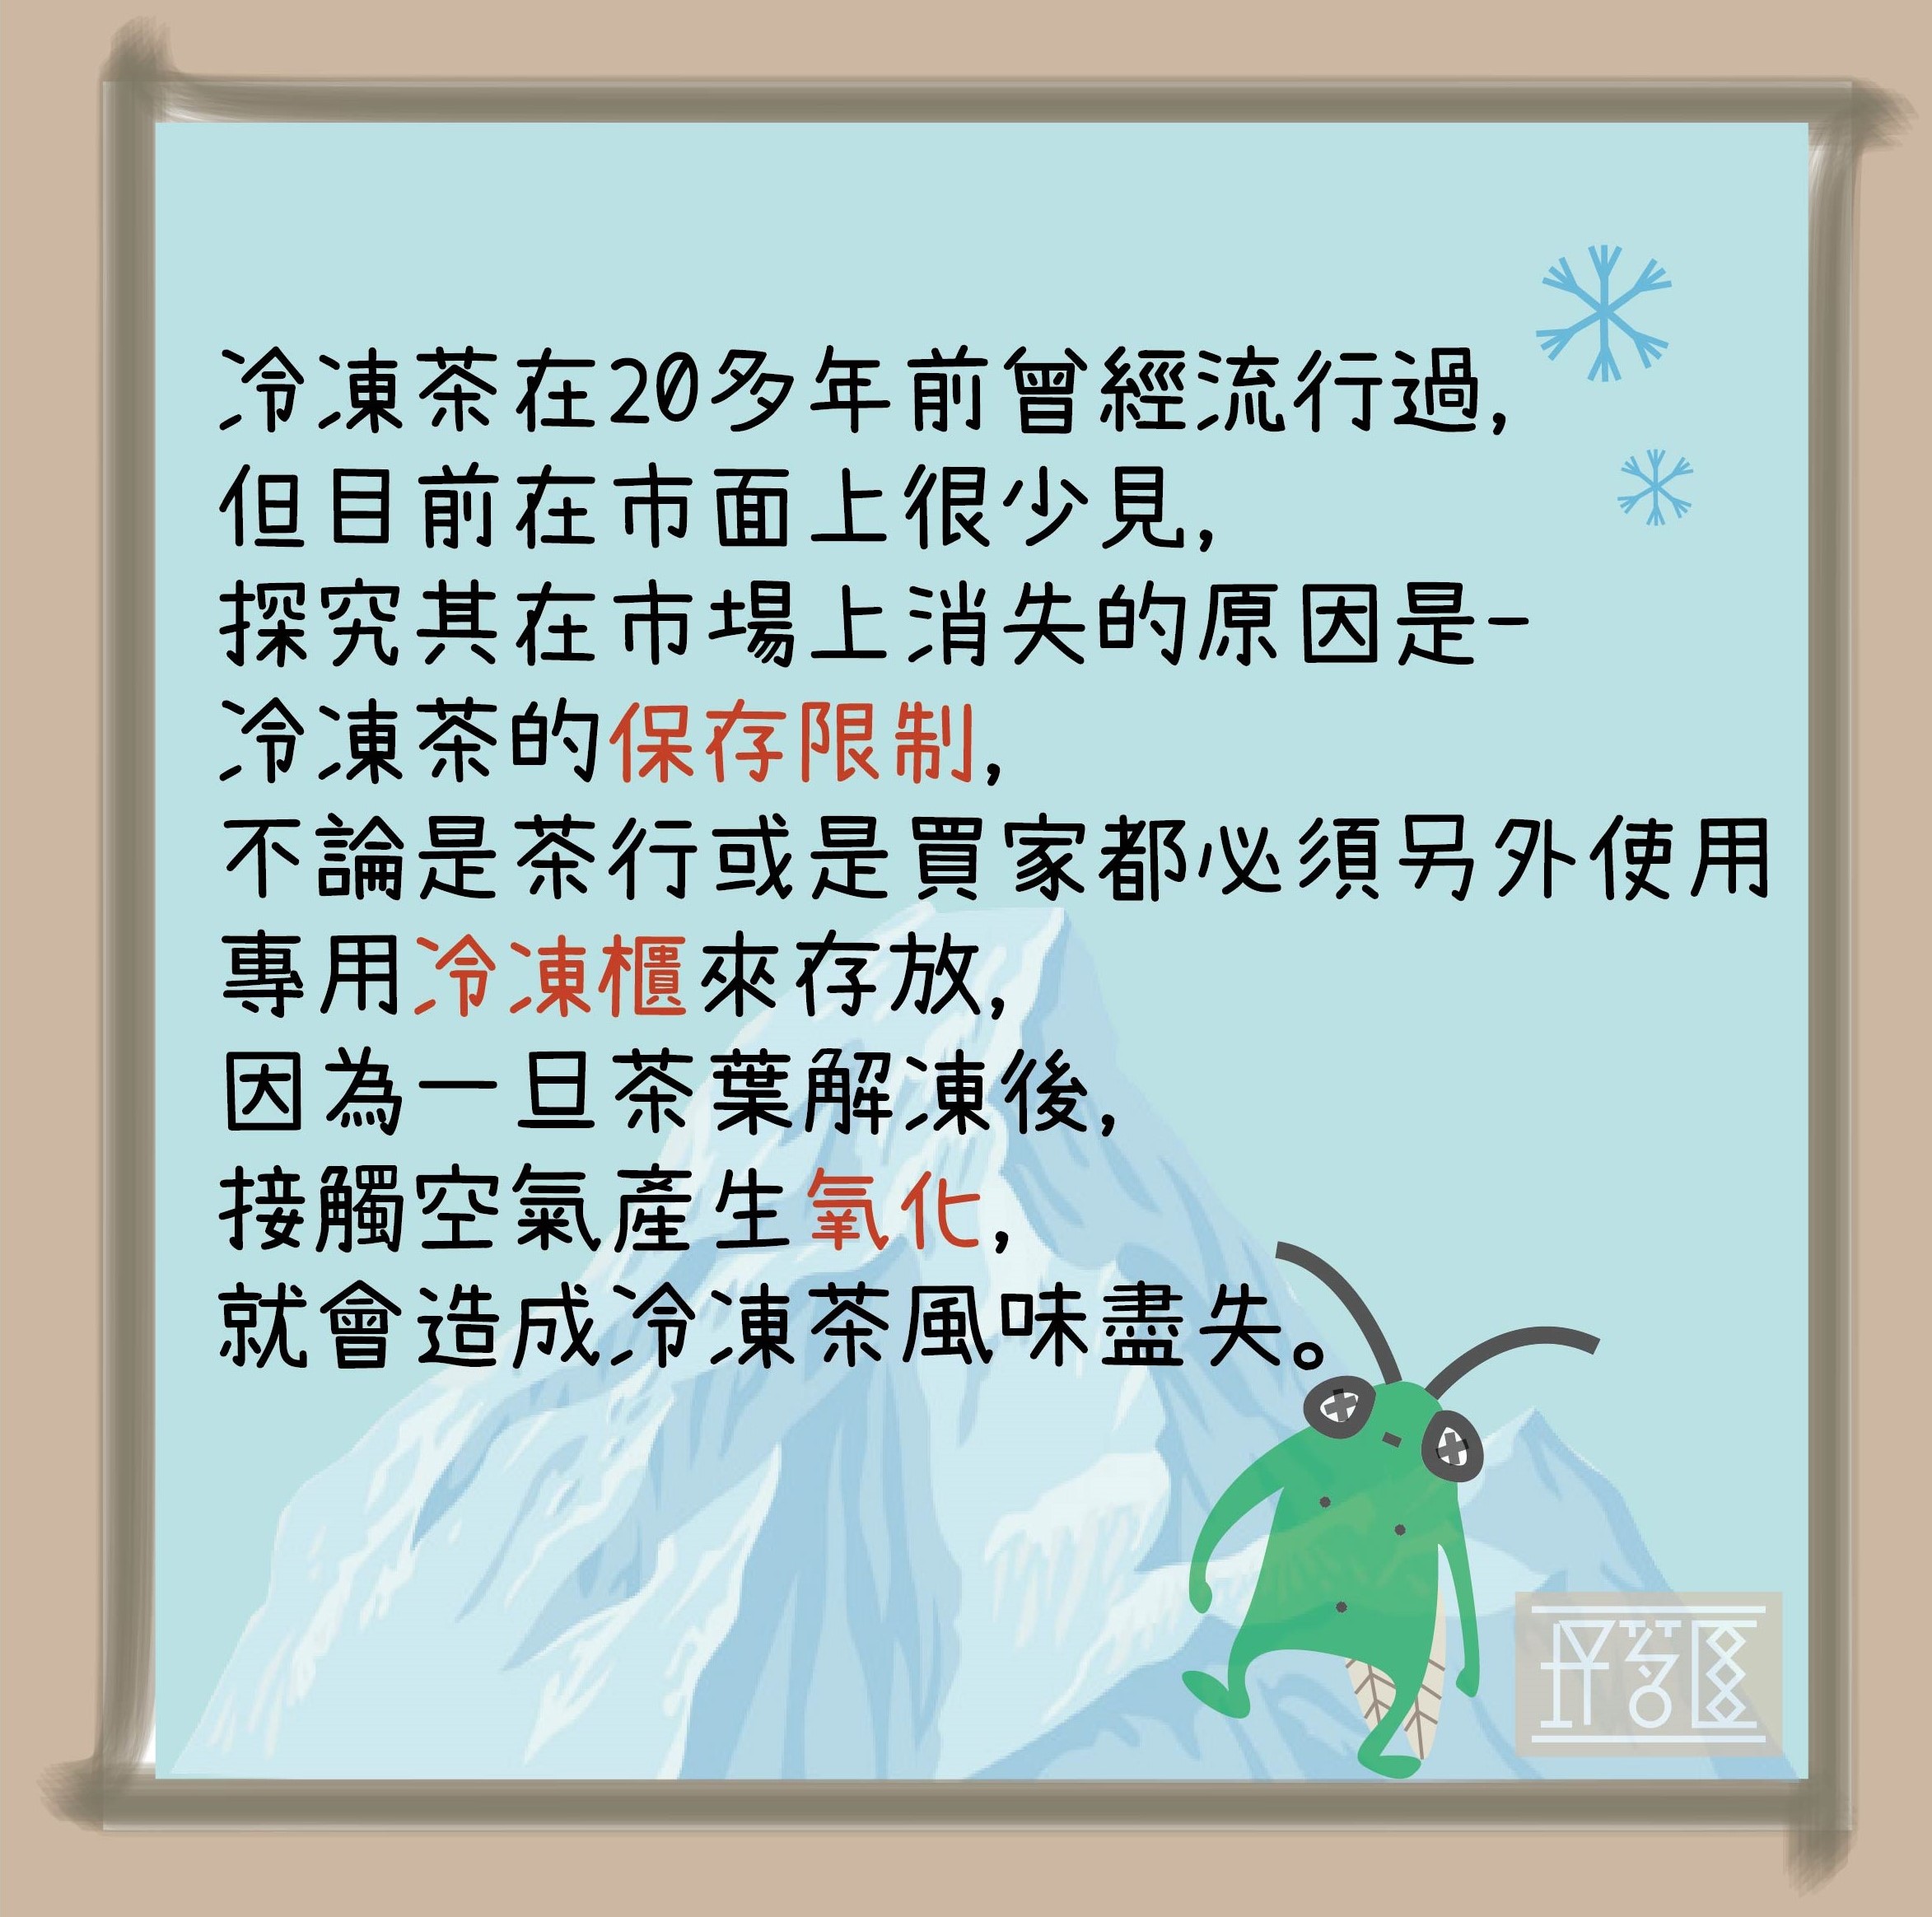 冷凍茶在20多年前曾經流行過,
但目前在市面上很少見,
探究其在市場上消失的原因是-
冷凍茶的保存限制,
不論是茶行或是買家都必須另外使用
專用冷凍櫃來存放,
因為一旦茶葉解凍後,
接觸空氣產生氧化,
就會造成冷凍茶風味盡失。